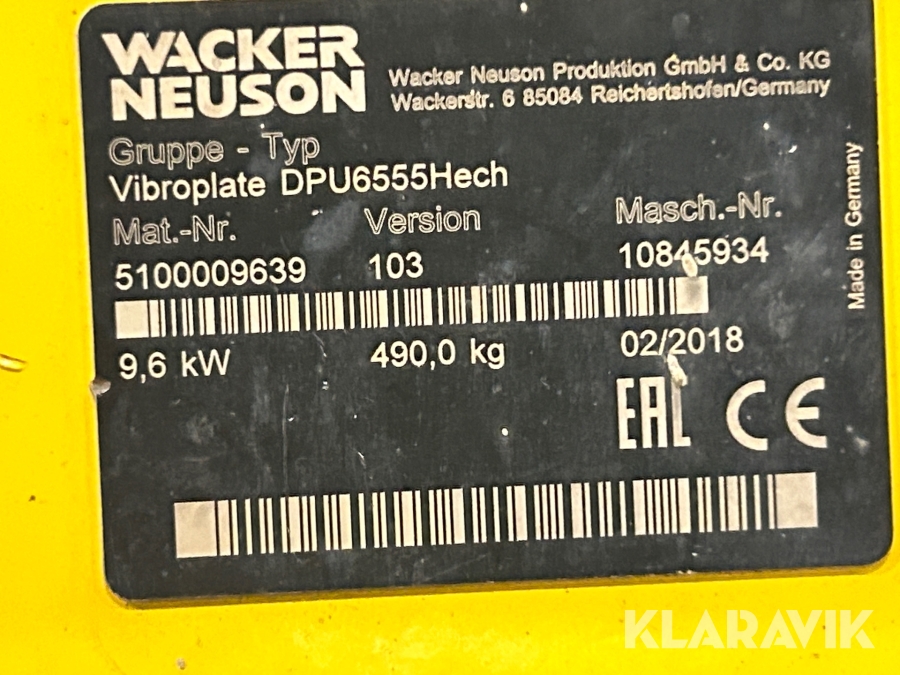 WACKER
NEUSON
Wacker Neuson Produktion GmbH & Co. KG
Wackerstr. 6 85084 Reichertshofen/Germany
Gruppe - Typ
Vibroplate DPU6555Hech
Mat.-Nr. Version Masch.-Nr.
5100009639 103 10845934
9,6 kW 490,0 kg 02/2018
EAC CE
Made in Germany
KLARAVIK